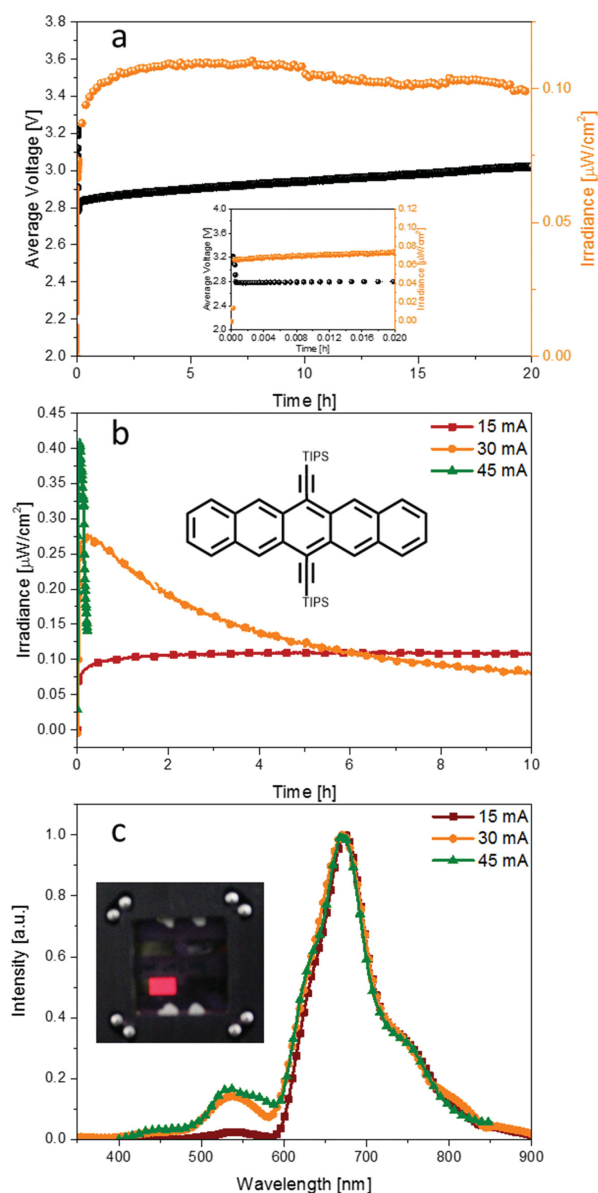 a
3.8
3.6
3.4
3.2
3.0
2.8
2.6
2.4
2.2
2.0
Average Voltage [V]
0.10
0.05
0.00
Irradiance [µW/cm²]
4.0
3.6
3.2
2.8
2.4
2.0
Average Voltage [V]
0.12
0.10
0.08
0.06
0.04
0.02
0.00
Irradiance [µW/cm²]
0.000 0.004 0.008 0.012 0.016 0.020
Time [h]
0 5 10 15 20
Time [h]
b
0.45
0.40
0.35
0.30
0.25
0.20
0.15
0.10
0.05
0.00
Irradiance [µW/cm²]
15 mA
30 mA
45 mA
TIPS
TIPS
0 2 4 6 8 10
Time [h]
c
1.0
0.8
0.6
0.4
0.2
0.0
Intensity [a.u.]
15 mA
30 mA
45 mA
400 500 600 700 800 900
Wavelength [nm]